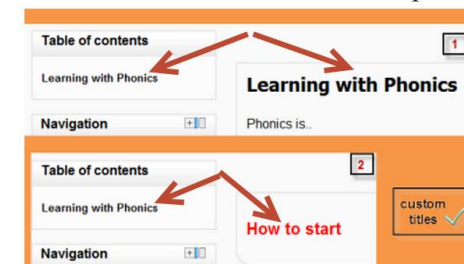 Table of contents
1
Learning with Phonics
Learning with Phonics
Navigation
Phonics is..
Table of contents
2
Learning with Phonics
custom
titles
How to start
Navigation